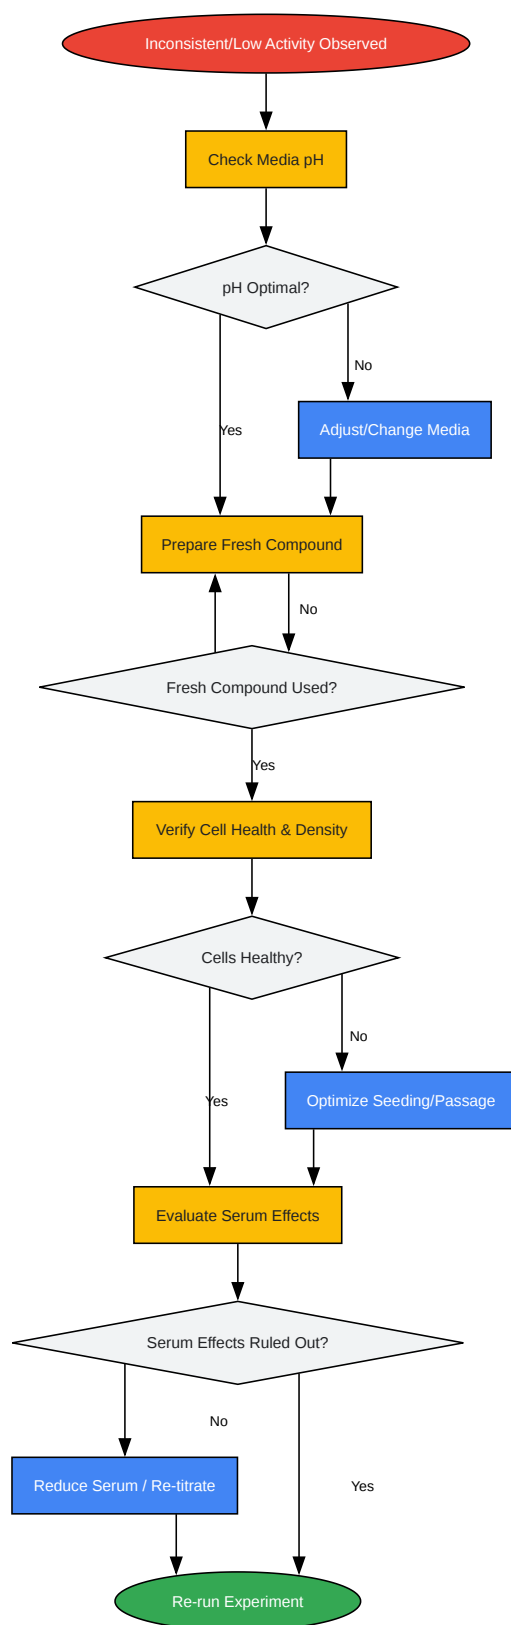 Inconsistent/Low Activity Observed
Check Media pH
pH Optimal?
No
Yes
Adjust/Change Media
Prepare Fresh Compound
No
Fresh Compound Used?
Yes
Verify Cell Health & Density
Cells Healthy?
No
Yes
Optimize Seeding/Passage
Evaluate Serum Effects
Serum Effects Ruled Out?
No
Reduce Serum / Re-titrate
Yes
Re-run Experiment